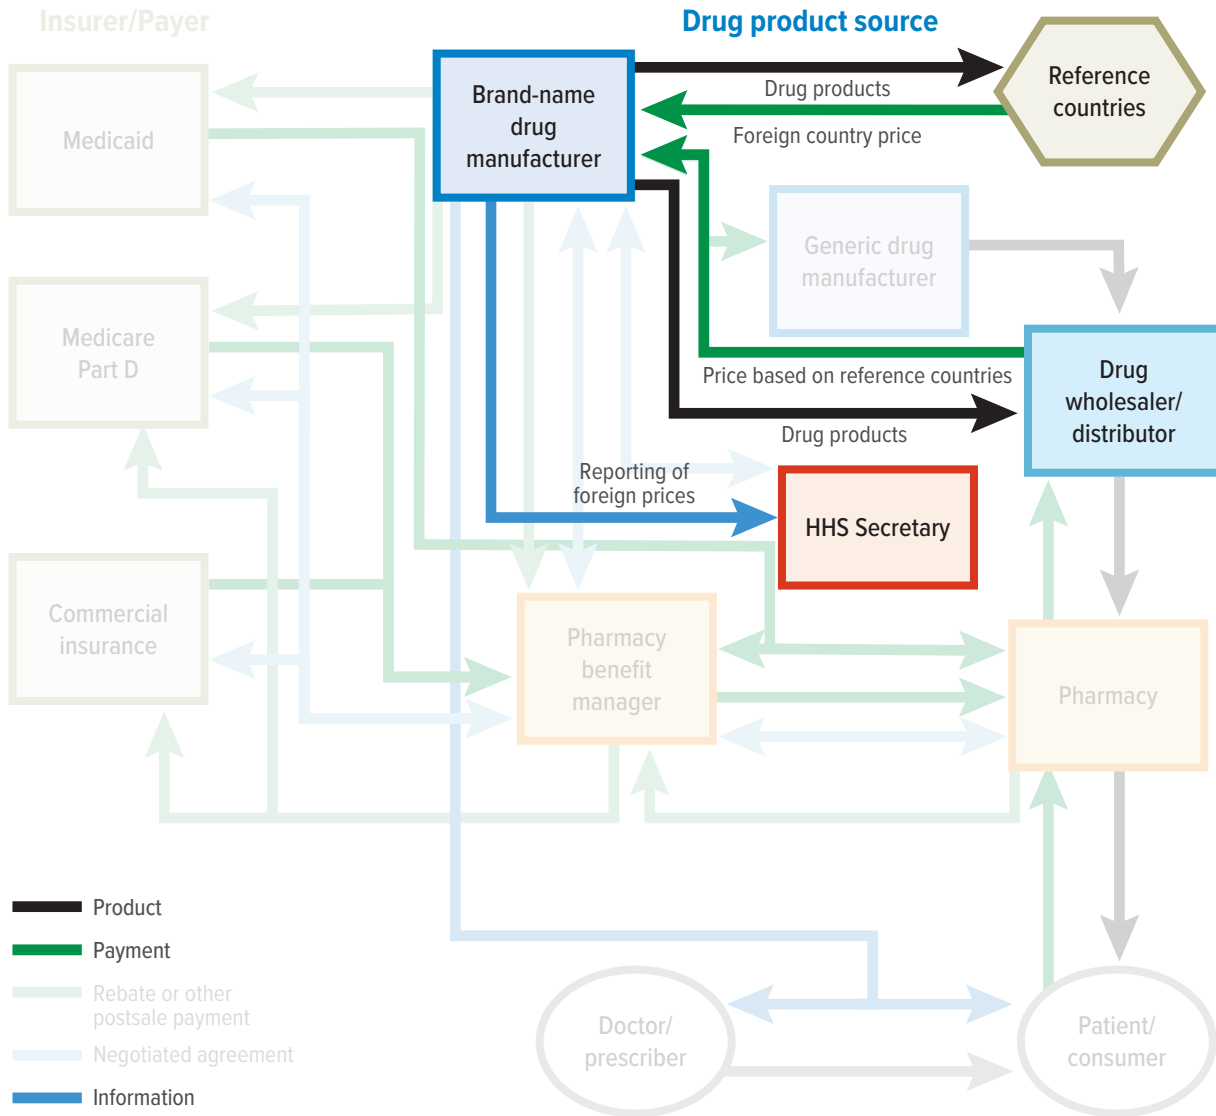 Insurer/Payer
Drug product source
Brand-name
drug
manufacturer
Reference
countries
Drug products
Foreign country price
Medicaid
Generic drug
manufacturer
Medicare
Part D
Price based on reference countries
Drug
wholesaler/
distributor
Drug products
Reporting of
foreign prices
HHS Secretary
Commercial
insurance
Pharmacy
benefit
manager
Pharmacy
Product
Payment
Rebate or other
postsale payment
Negotiated agreement
Information
Doctor/
prescriber
Patient/
consumer